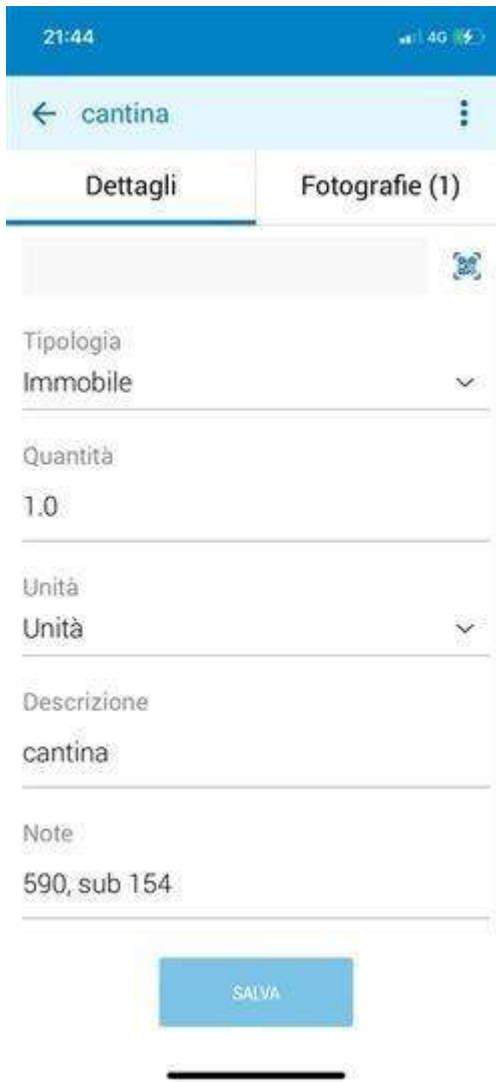 21:44
4G
cantina
Dettagli
Fotografie (1)
Tipologia
Immobile
Quantità
1.0
Unità
Unità
Descrizione
cantina
Note
590, sub 154
SALVA